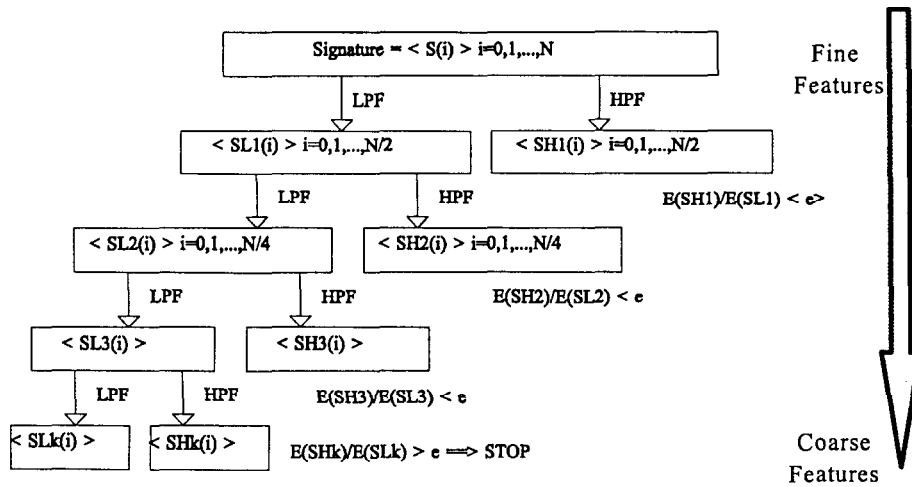 Signature = < S(i) > i=0,1,...,N
Fine
Features
LPF
HPF
< SL1(i) > i=0,1,...,N/2
< SH1(i) > i=0,1,...,N/2
LPF
HPF
E(SH1)/E(SL1) < e>
< SL2(i) > i=0,1,...,N/4
< SH2(i) > i=0,1,...,N/4
LPF
HPF
E(SH2)/E(SL2) < e
< SL3(i) >
< SH3(i) >
LPF
HPF
E(SH3)/E(SL3) < e
< SLk(i) >
< SHk(i) >
E(SHk)/E(SLk) > e ==> STOP
Coarse
Features